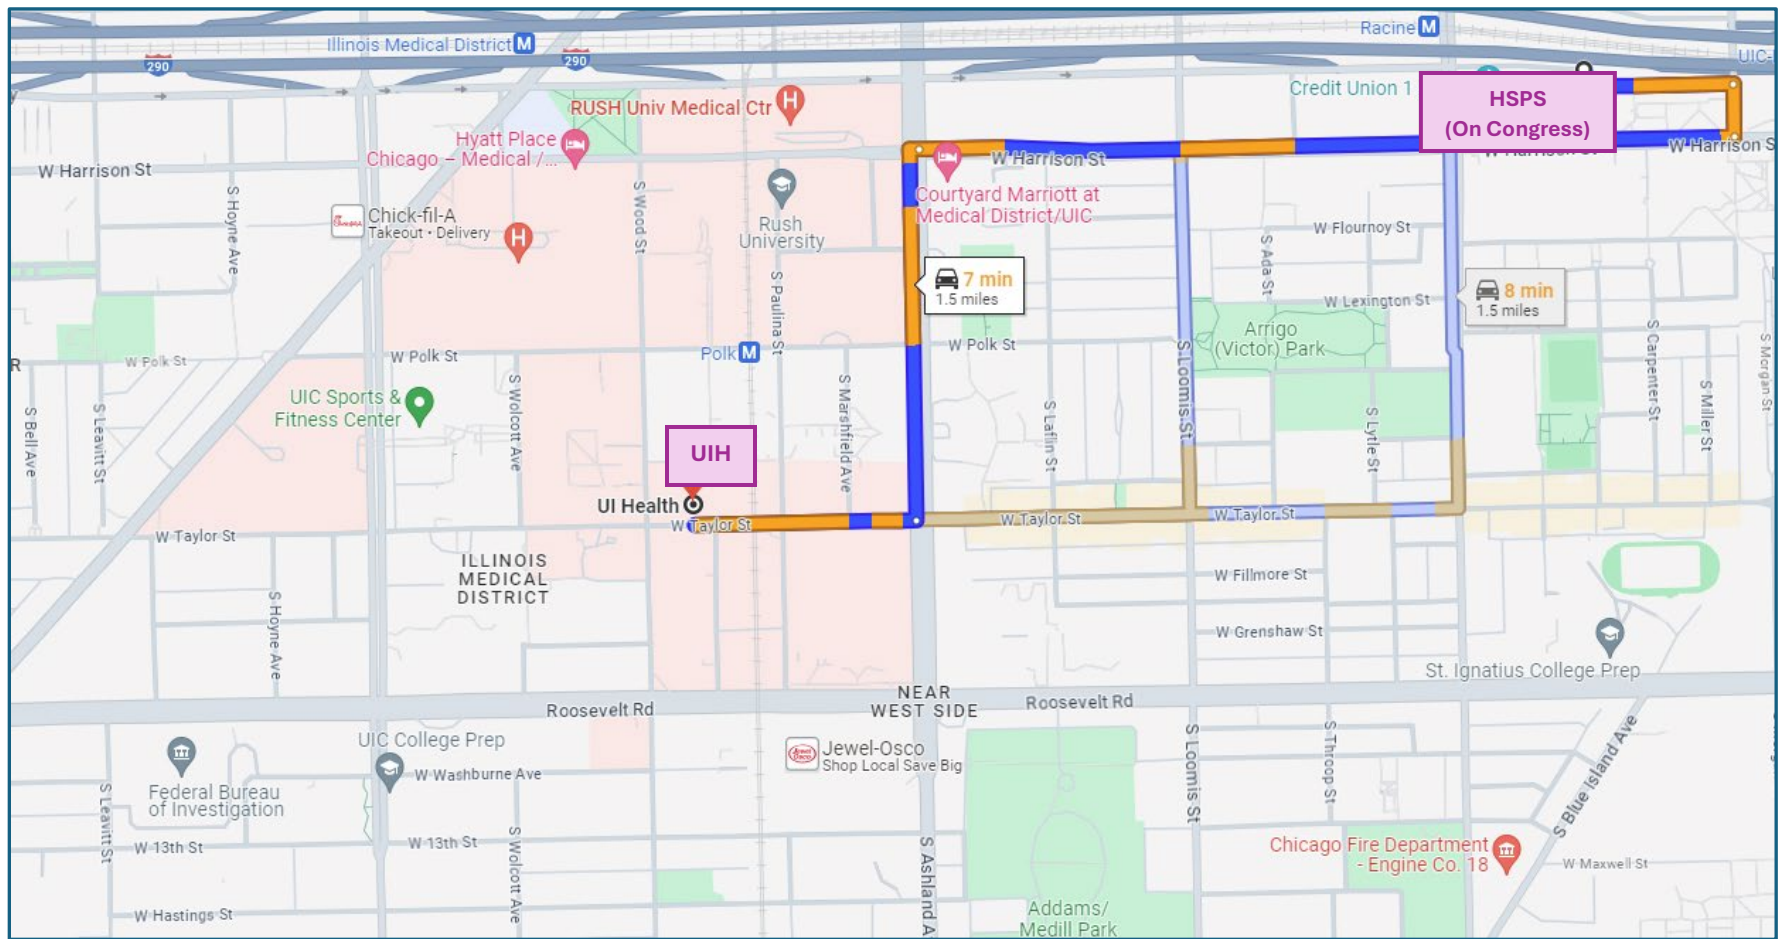 Racine M
Illinois Medical District M
290
290
UIC-
Credit Union 1
HSPS
(On Congress)
RUSH Univ Medical Ctr H
Hyatt Place
Chicago – Medical /...
W Harrison St
W Harrison St
W Harrison S
W Harrison St
Courtyard Marriott at
Medical District/UIC
Chick-fil-A
Takeout • Delivery
H
Rush
University
S Hoyne Ave
S Wood St
S Paulina St
S Ada St
W Flournoy St
7 min
1.5 miles
8 min
1.5 miles
W Lexington St
Arrigo
(Victor) Park
W Polk St
W Polk St
Polk M
W Polk St
R
S Carpenter St
S Miller St
S Morgan St
UIC Sports &
Fitness Center
S Bell Ave
S Leavitt St
S Wolcott Ave
S Marshfield Ave
S Laflin St
S Loomis St
S Lytle St
UIH
UI Health
W Taylor St
W Taylor St
W Taylor St
W Taylor St
ILLINOIS
MEDICAL
DISTRICT
S Hoyne Ave
W Fillmore St
W Grenshaw St
St. Ignatius College Prep
NEAR
WEST SIDE
Roosevelt Rd
Roosevelt Rd
UIC College Prep
W Washburne Ave
Jewel-Osco
Shop Local Save Big
Federal Bureau
of Investigation
S Leavitt St
W 13th St
W 13th St
S Wolcott Ave
S Ashland A
S Loomis St
S Throop St
S Blue Island Ave
Chicago Fire Department
- Engine Co. 18
W Maxwell St
W Hastings St
Addams/
Medill Park